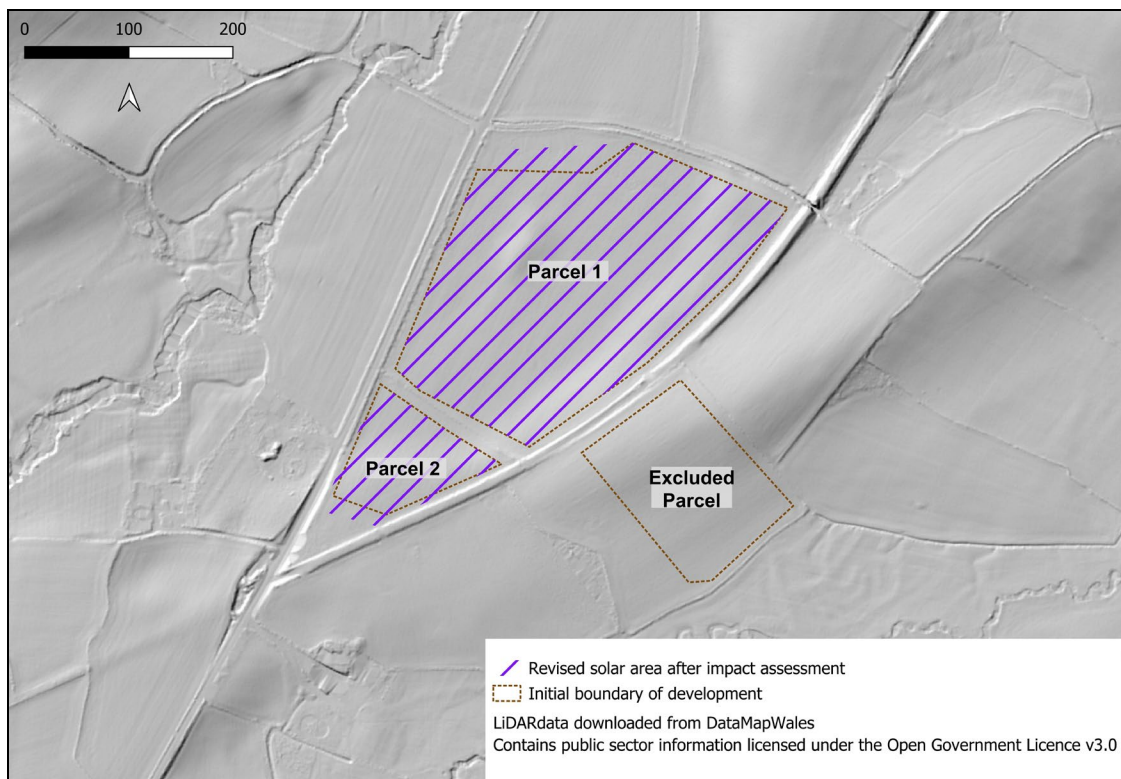 0 100 200
Parcel 1
Parcel 2
Excluded
Parcel
Revised solar area after impact assessment
Initial boundary of development
LiDARdata downloaded from DataMapWales
Contains public sector information licensed under the Open Government Licence v3.0